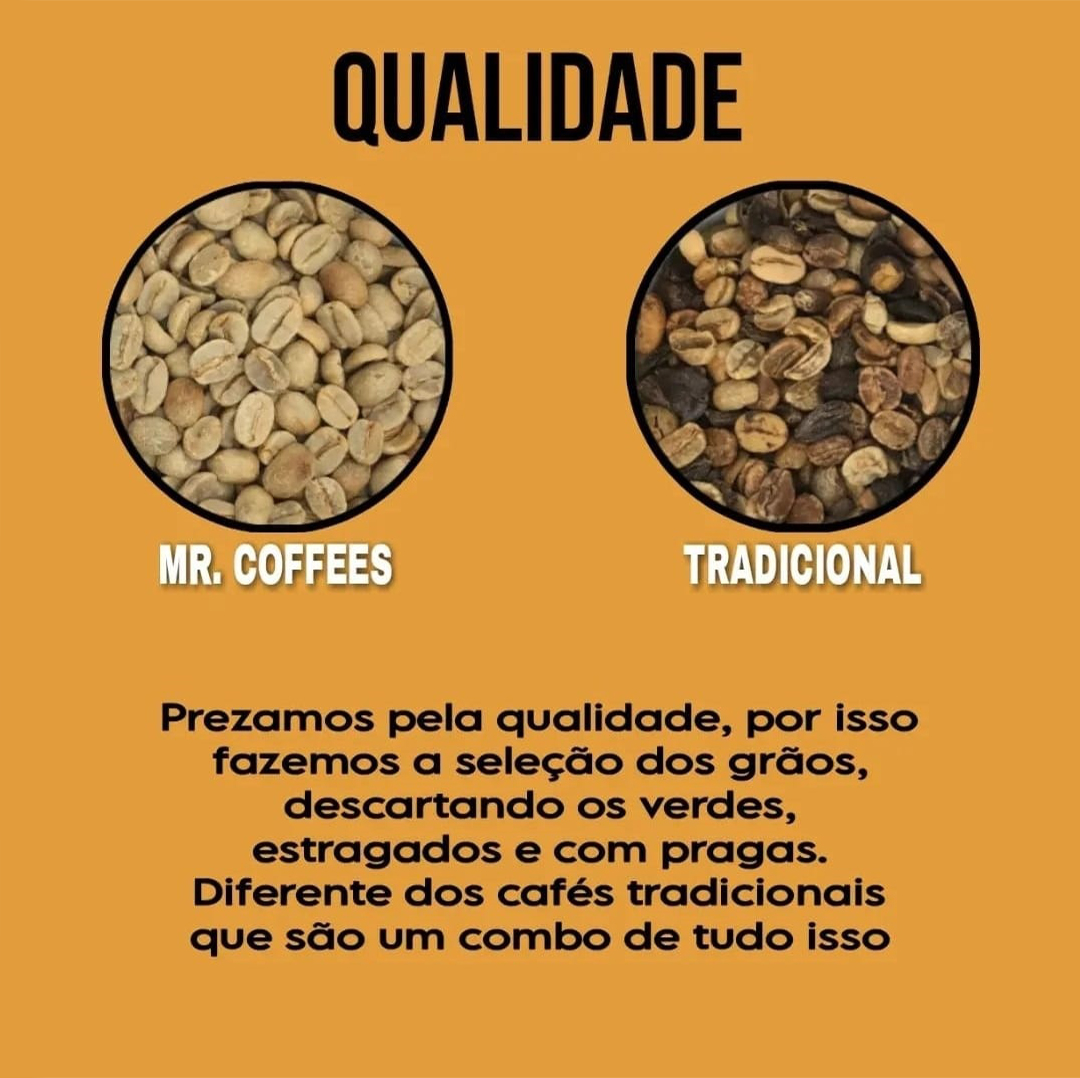 QUALIDADE
MR. COFFEES
TRADICIONAL
Prezamos pela qualidade, por isso
fazemos a seleção dos grãos,
descartando os verdes,
estragados e com pragas.
Diferente dos cafés tradicionais
que são um combo de tudo isso